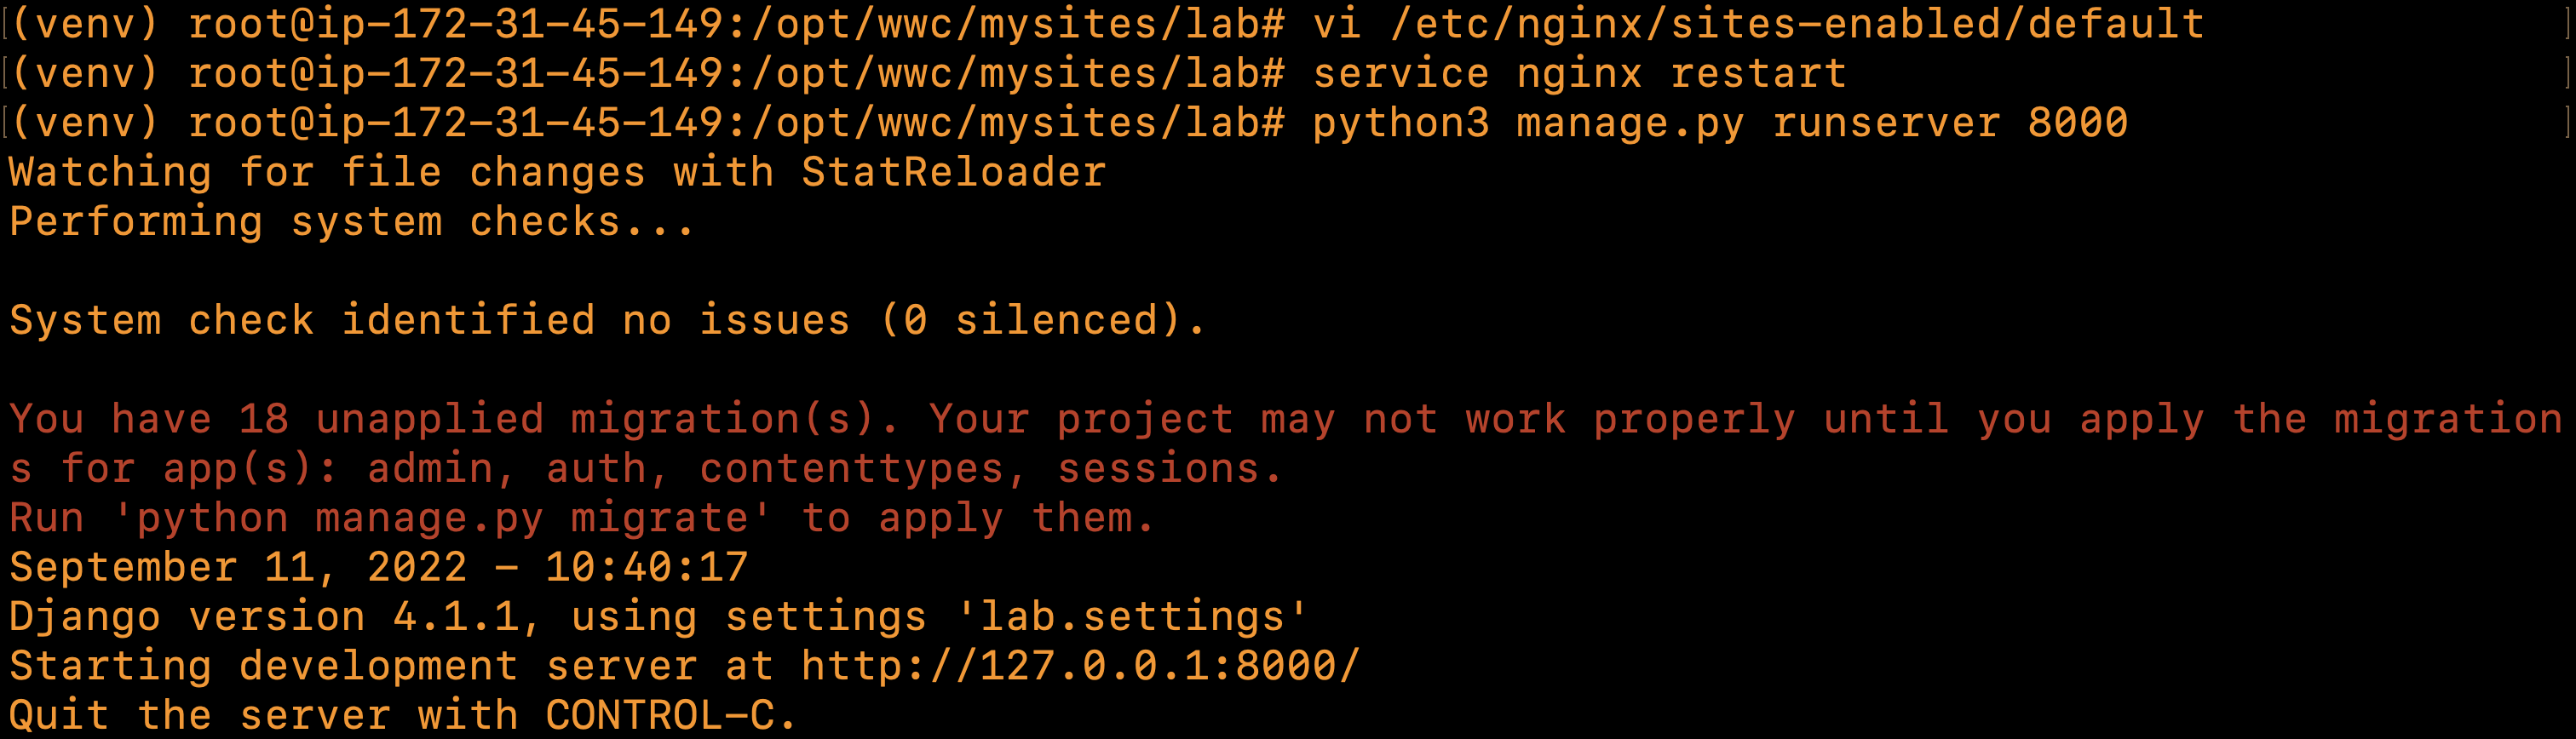 (venv) root@ip-172-31-45-149:/opt/wwc/mysites/lab# vi /etc/nginx/sites-enabled/default
(venv) root@ip-172-31-45-149:/opt/wwc/mysites/lab# service nginx restart
(venv) root@ip-172-31-45-149:/opt/wwc/mysites/lab# python3 manage.py runserver 8000
Watching for file changes with StatReloader
Performing system checks...

System check identified no issues (0 silenced).

You have 18 unapplied migration(s). Your project may not work properly until you apply the migration
s for app(s): admin, auth, contenttypes, sessions.
Run 'python manage.py migrate' to apply them.
September 11, 2022 - 10:40:17
Django version 4.1.1, using settings 'lab.settings'
Starting development server at http://127.0.0.1:8000/
Quit the server with CONTROL-C.